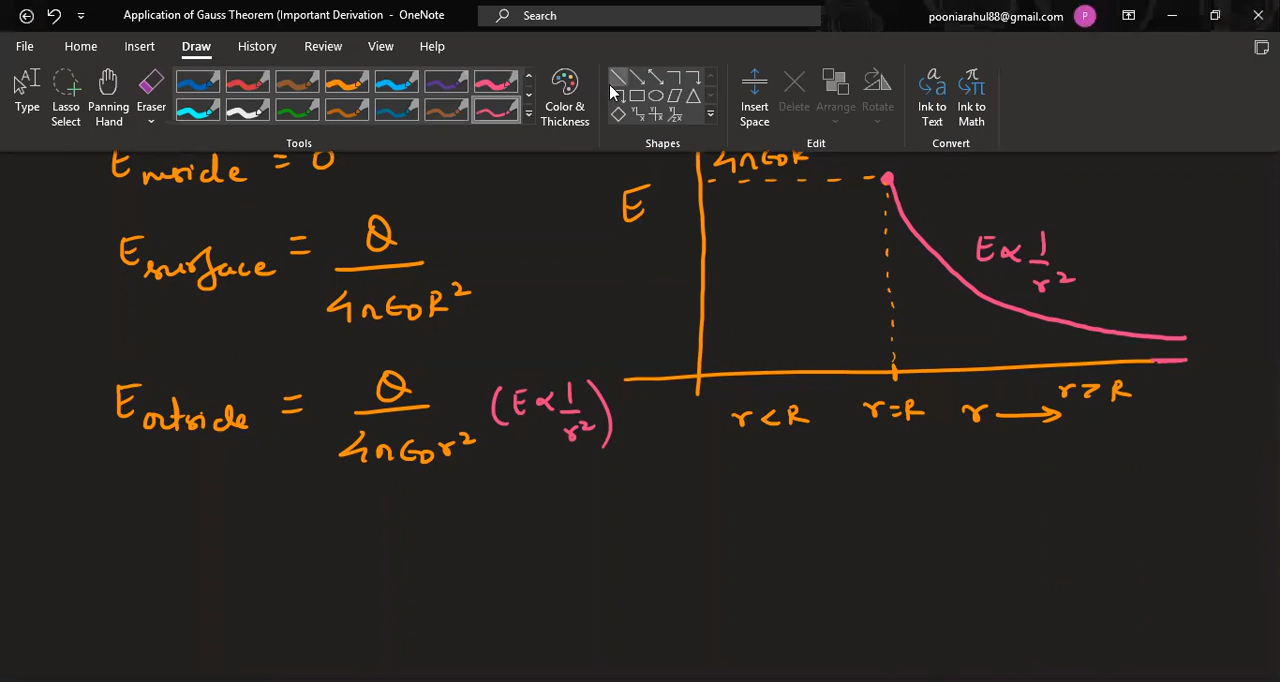 Application of Gauss Theorem (Important Derivation - OneNote
Search
pooniarahul88@gmail.com
P
File Home Insert Draw History Review View Help
Type
Lasso Select
Panning Hand
Eraser
Color & Thickness
Insert Space
Delete
Arrange
Rotate
Ink to Text
Ink to Math
Tools
Shapes
Edit
Convert
E inside = 0
E surface = Q / 4πϵ0R²
E outside = Q / 4πϵ0r² (E ∝ 1/r²)
4πϵ0R
E
E ∝ 1/r²
r < R
r = R
r →
r > R